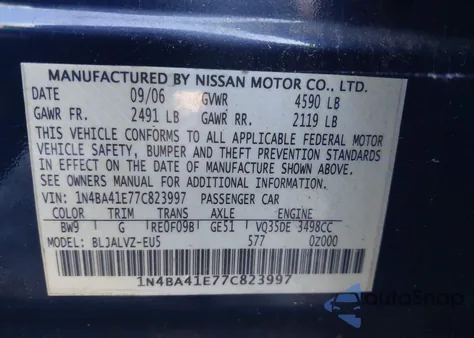 MANUFACTURED BY NISSAN MOTOR CO., LTD.
DATE 09/06 GVWR 4590 LB
GAWR FR. 2491 LB GAWR RR. 2119 LB
THIS VEHICLE CONFORMS TO ALL APPLICABLE FEDERAL MOTOR
VEHICLE SAFETY, BUMPER AND THEFT PREVENTION STANDARDS
IN EFFECT ON THE DATE OF MANUFACTURE SHOWN ABOVE.
SEE OWNERS MANUAL FOR ADDITIONAL INFORMATION.
VIN: 1N4BA41E77C823997 PASSENGER CAR
COLOR TRIM TRANS AXLE ENGINE
BW9 G RE0F09B GE51 VQ35DE 3498CC
MODEL BLJALVZ-EU5 577 0Z000
1N4BA41E77C823997
AutoSnap